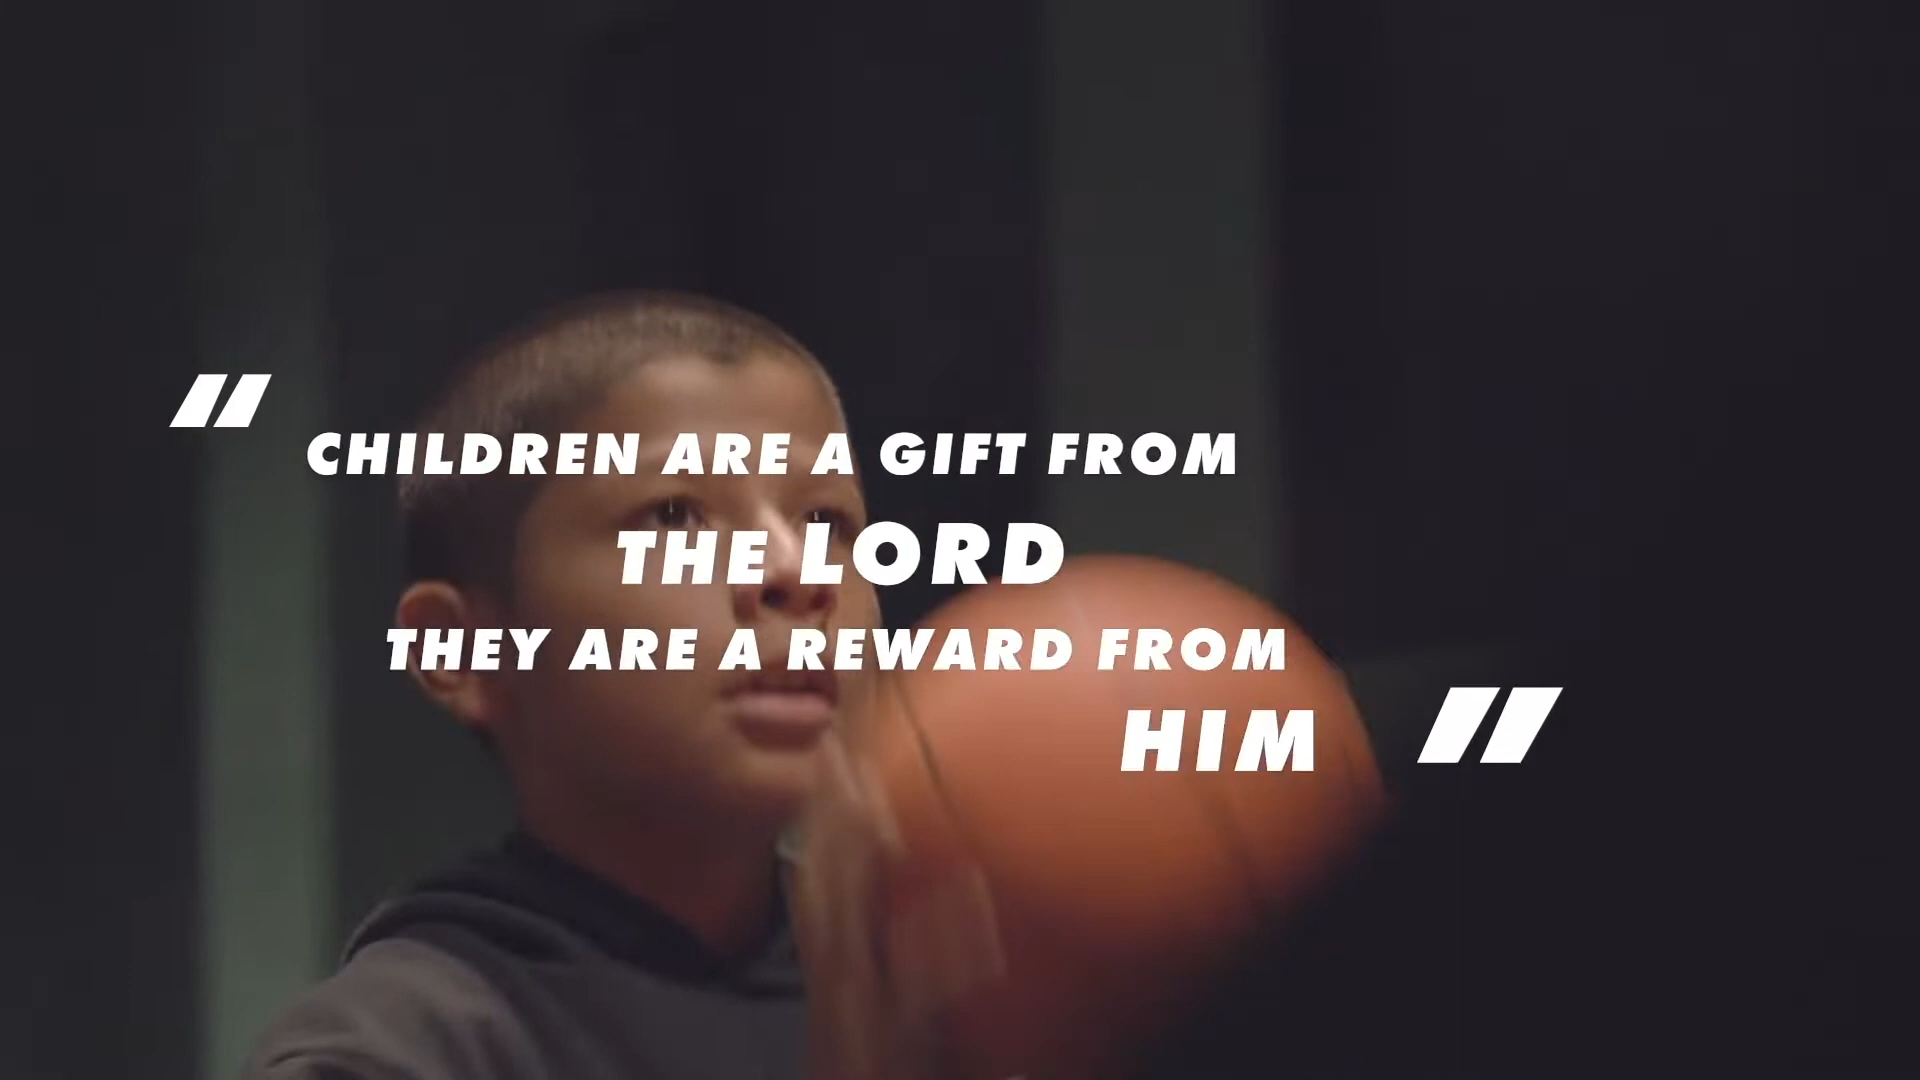 "CHILDREN ARE A GIFT FROM
THE LORD
THEY ARE A REWARD FROM
HIM"